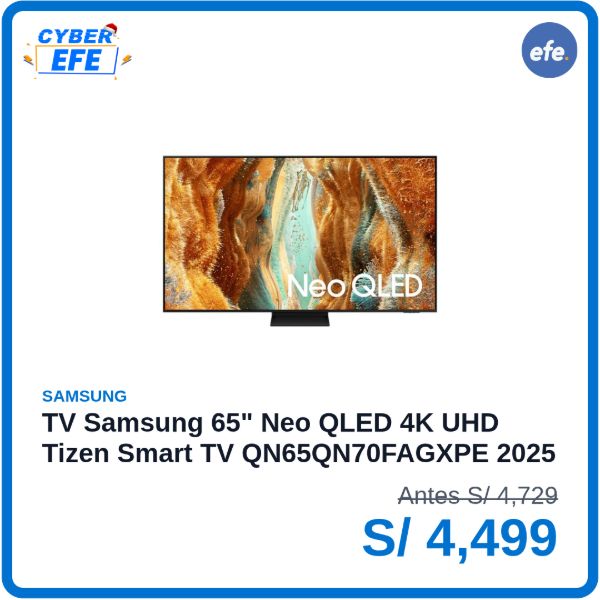 CYBER
EFE
efe.
Neo QLED
SAMSUNG
TV Samsung 65" Neo QLED 4K UHD
Tizen Smart TV QN65QN70FAGXPE 2025
Antes S/ 4,729
S/ 4,499